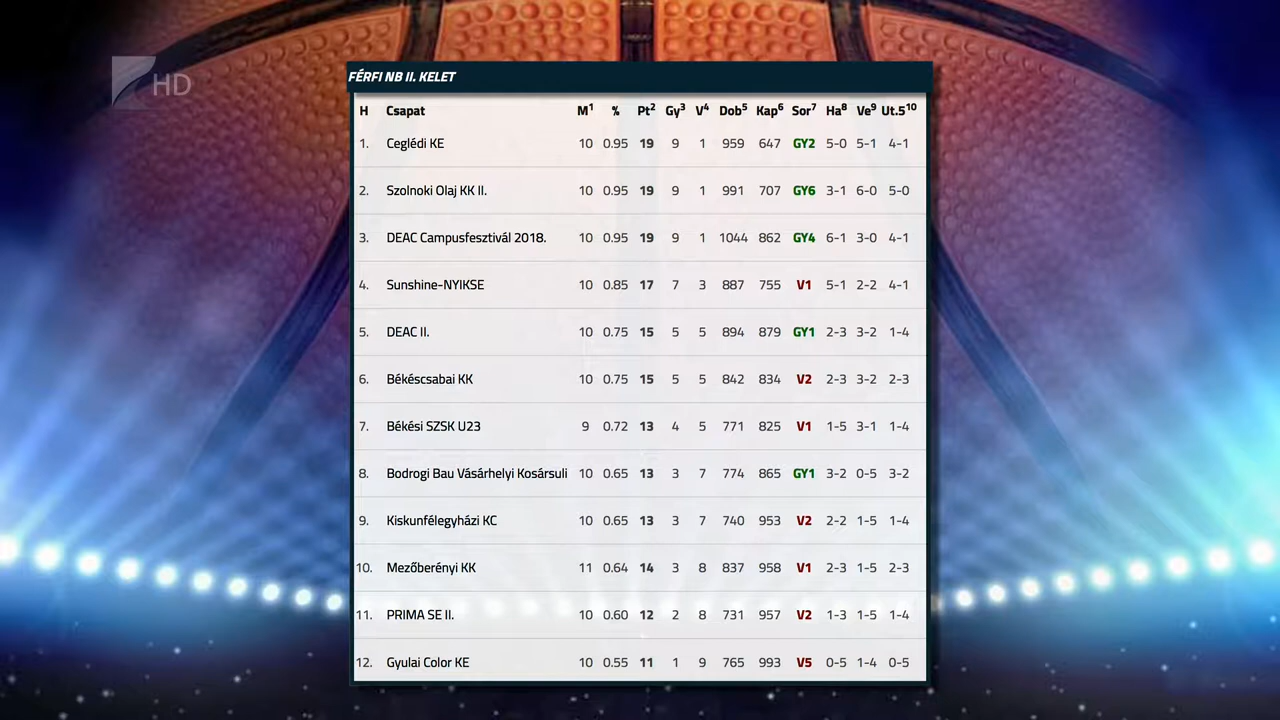 HD
FÉRFI NB II. KELET
H Csapat M¹ % Pt² Gy³ V⁴ Dob⁵ Kap⁶ Sor⁷ Ha⁸ Ve⁹ Ut.5¹⁰
1. Ceglédi KE 10 0.95 19 9 1 959 647 GY2 5-0 5-1 4-1
2. Szolnoki Olaj KK II. 10 0.95 19 9 1 991 707 GY6 3-1 6-0 5-0
3. DEAC Campusfesztivál 2018. 10 0.95 19 9 1 1044 862 GY4 6-1 3-0 4-1
4. Sunshine-NYIKSE 10 0.85 17 7 3 887 755 V1 5-1 2-2 4-1
5. DEAC II. 10 0.75 15 5 5 894 879 GY1 2-3 3-2 1-4
6. Békéscsabai KK 10 0.75 15 5 5 842 834 V2 2-3 3-2 2-3
7. Békési SZSK U23 9 0.72 13 4 5 771 825 V1 1-5 3-1 1-4
8. Bodrogi Bau Vásárhelyi Kosársuli 10 0.65 13 3 7 774 865 GY1 3-2 0-5 3-2
9. Kiskunfélegyházi KC 10 0.65 13 3 7 740 953 V2 2-2 1-5 1-4
10. Mezőberényi KK 11 0.64 14 3 8 837 958 V1 2-3 1-5 2-3
11. PRIMA SE II. 10 0.60 12 2 8 731 957 V2 1-3 1-5 1-4
12. Gyulai Color KE 10 0.55 11 1 9 765 993 V5 0-5 1-4 0-5